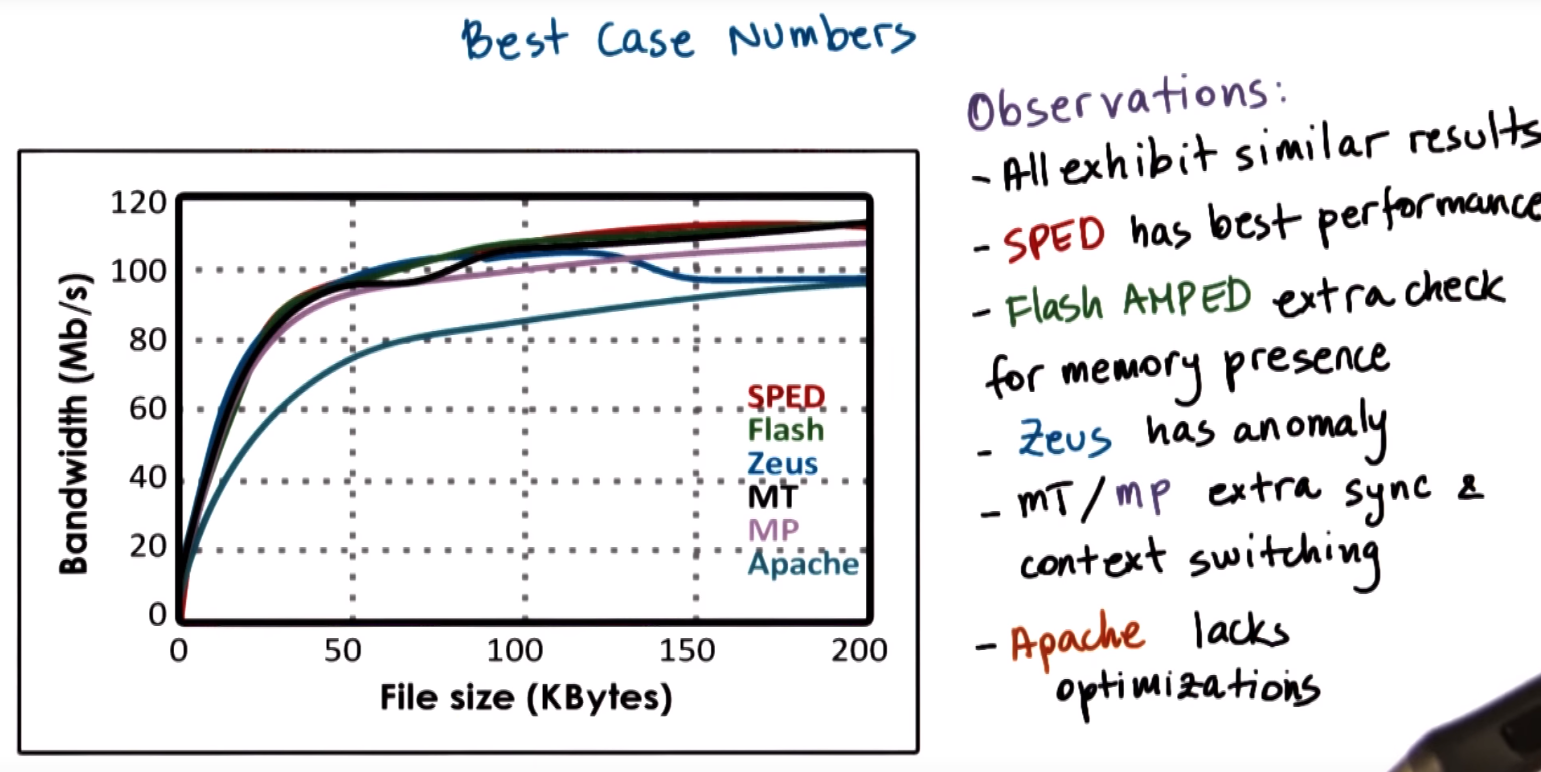 Best Case Numbers
Observations:
- All exhibit similar results
- SPED has best performance
- Flash AMPED extra check
for memory presence
- Zeus has anomaly
- MT/MP extra sync &
context switching
- Apache lacks
optimizations
Bandwidth (Mb/s)
120
100
80
60
40
20
0
SPED
Flash
Zeus
MT
MP
Apache
0 50 100 150 200
File size (KBytes)